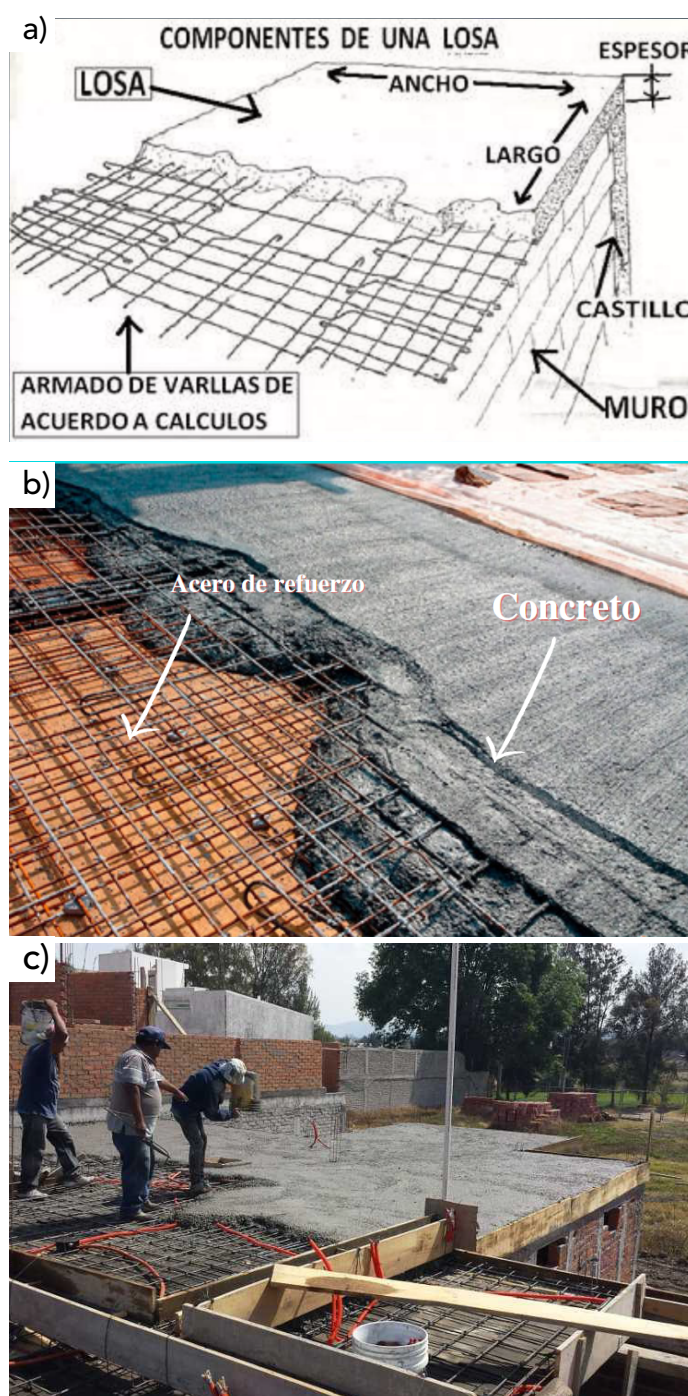 a)
COMPONENTES DE UNA LOSA
ESPESOR
LOSA
ANCHO
LARGO
CASTILLO
ARMADO DE VARLLAS DE
ACUERDO A CALCULOS
MURO
b)
Acero de refuerzo
Concreto
c)